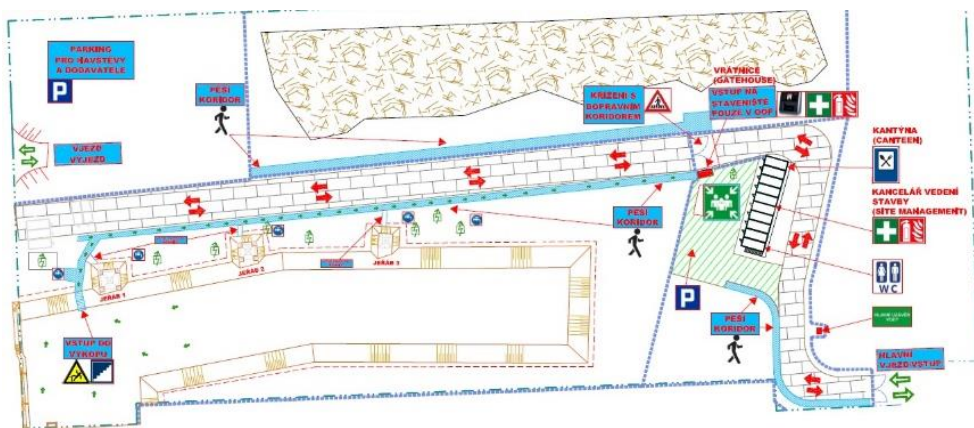 PARKING
PRO NÁVŠTĚVY
A DODAVATELE
P
VJEZD
VÝJEZD
PĚŠÍ
KORIDOR
KŘÍŽENÍ S
DOPRAVNÍM
KORIDOREM
VRÁTNICE
(GATEHOUSE)
VSTUP NA
STAVENIŠTĚ
POUZE V OOP
KANTÝNA
(CANTEEN)
KANCELÁŘ VEDENÍ
STAVBY
(SITE MANAGEMENT)
WC
PĚŠÍ
KORIDOR
P
PĚŠÍ
KORIDOR
HLAVNÍ
VJEZD-VSTUP
JEŘÁB 1
JEŘÁB 2
JEŘÁB 3
VSTUP DO
VÝKOPU